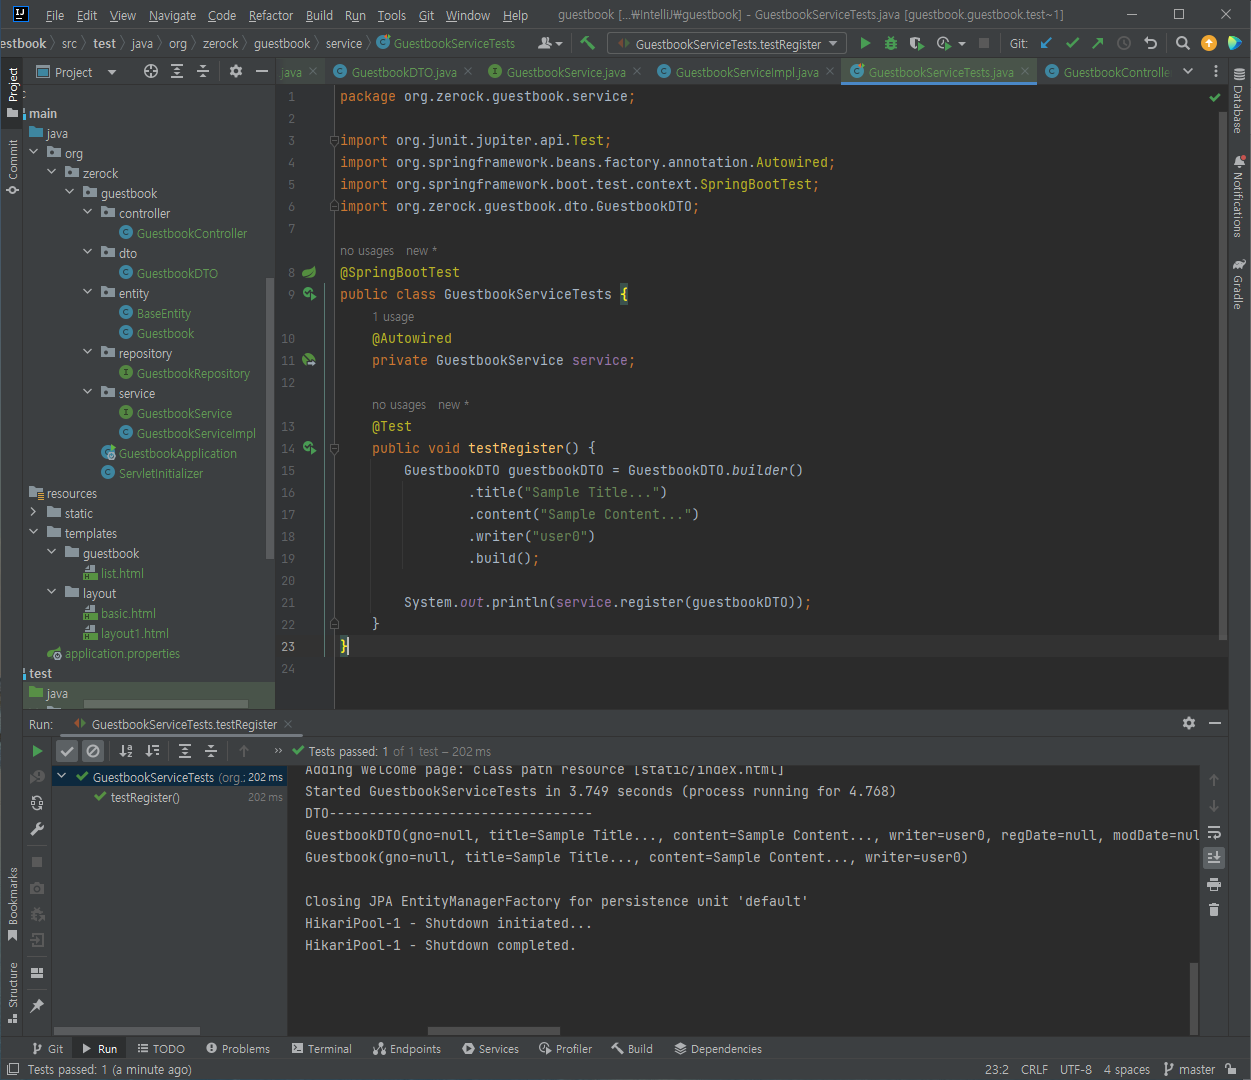 File Edit View Navigate Code Refactor Build Run Tools Git Window Help guestbook [...₩IntelliJ₩guestbook] - GuestbookServiceTests.java [guestbook.guestbook.test~1]
estbook src test java org zerock guestbook service GuestbookServiceTests GuestbookServiceTests.testRegister Git:
Project java GuestbookDTO.java GuestbookService.java GuestbookServiceImpl.java GuestbookServiceTests.java GuestbookControlle
Project
Commit
Bookmarks
Structure
main
java
org
zerock
guestbook
controller
GuestbookController
dto
GuestbookDTO
entity
BaseEntity
Guestbook
repository
GuestbookRepository
service
GuestbookService
GuestbookServiceImpl
GuestbookApplication
ServletInitializer
resources
static
templates
guestbook
list.html
layout
basic.html
layout1.html
application.properties
test
java
1 package org.zerock.guestbook.service;
2
3 import org.junit.jupiter.api.Test;
4 import org.springframework.beans.factory.annotation.Autowired;
5 import org.springframework.boot.test.context.SpringBootTest;
6 import org.zerock.guestbook.dto.GuestbookDTO;
7
no usages new *
8 @SpringBootTest
9 public class GuestbookServiceTests {
1 usage
10 @Autowired
11 private GuestbookService service;
12
no usages new *
13 @Test
14 public void testRegister() {
15 GuestbookDTO guestbookDTO = GuestbookDTO.builder()
16 .title("Sample Title...")
17 .content("Sample Content...")
18 .writer("user0")
19 .build();
20
21 System.out.println(service.register(guestbookDTO));
22 }
23 }
24
Database
Notifications
Gradle
Run: GuestbookServiceTests.testRegister
Tests passed: 1 of 1 test – 202 ms
GuestbookServiceTests (org.: 202 ms
testRegister() 202 ms
Adding welcome page: class path resource [static/index.html]
Started GuestbookServiceTests in 3.749 seconds (process running for 4.768)
DTO---------------------------------
GuestbookDTO(gno=null, title=Sample Title..., content=Sample Content..., writer=user0, regDate=null, modDate=nul
Guestbook(gno=null, title=Sample Title..., content=Sample Content..., writer=user0)
Closing JPA EntityManagerFactory for persistence unit 'default'
HikariPool-1 - Shutdown initiated...
HikariPool-1 - Shutdown completed.
Git Run TODO Problems Terminal Endpoints Services Profiler Build Dependencies
Tests passed: 1 (a minute ago) 23:2 CRLF UTF-8 4 spaces master